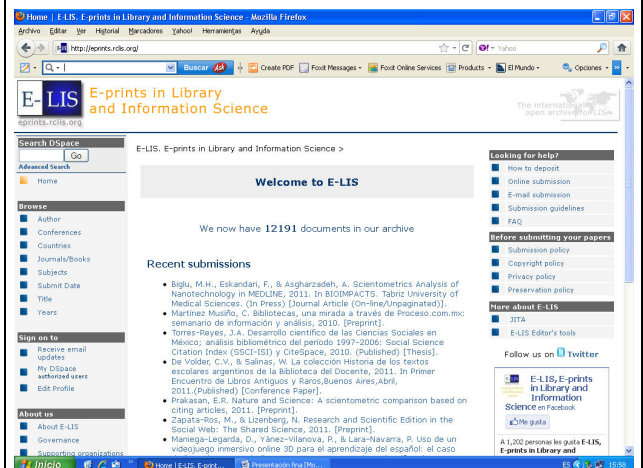 Home | E-LIS. E-prints in Library and Information Science - Mozilla Firefox
Archivo Editar Ver Historial Marcadores Yahoo! Herramientas Ayuda
http://eprints.rclis.org/
Yahoo
Buscar
Create PDF Foxit Messages Foxit Online Services Products El Mundo Opciones
E-LIS
eprints.rclis.org
E-prints in Library
and Information Science
The International
open archive for LIS
Search DSpace
Go
Advanced Search
Home
Browse
Author
Conferences
Countries
Journals/Books
Subjects
Submit Date
Title
Years
Sign on to
Receive email
updates
My DSpace
authorized users
Edit Profile
About us
About E-LIS
Governance
Supporting organizations
E-LIS. E-prints in Library and Information Science >
Welcome to E-LIS
We now have 12191 documents in our archive
Recent submissions
Biglu, M.H., Eskandari, F., & Asgharzadeh, A. Scientometrics Analysis of
Nanotechnology in MEDLINE, 2011. In BIOIMPACTS. Tabriz University of
Medical Sciences. (In Press) [Journal Article (On-line/Unpaginated)].
Martínez Musiño, C. Bibliotecas, una mirada a través de Proceso.com.mx:
semanario de información y análisis, 2010. [Preprint].
Torres-Reyes, J.A. Desarrollo científico de las Ciencias Sociales en
México; análisis bibliométrico del período 1997-2006: Social Science
Citation Index (SSCI-ISI) y CiteSpace, 2010. (Published) [Thesis].
De Volder, C.V., & Salinas, W. La colección Historia de los textos
escolares argentinos de la Biblioteca del Docente, 2011. In Primer
Encuentro de Libros Antiguos y Raros,Buenos Aires,Abril,
2011.(Published) [Conference Paper].
Prakasan, E.R. Nature and Science: A scientometric comparison based on
citing articles, 2011. [Preprint].
Zapata-Ros, M., & Lizenberg, N. Research and Scientific Edition in the
Social Web: The Shared Science, 2011. [Preprint].
Maniega-Legarda, D., Yànez-Vilanova, P., & Lara-Navarra, P. Uso de un
videojuego inmersivo online 3D para el aprendizaje del español: el caso
Looking for help?
How to deposit
Online submission
E-mail submission
Submission guidelines
FAQ
Before submitting your papers
Submission policy
Copyright policy
Privacy policy
Preservation policy
More about E-LIS
JITA
E-LIS Editor's tools
Follow us on Twitter
E-LIS, E-prints
in Library and
Information
Science en Facebook
Me gusta
A 1,202 personas les gusta E-LIS,
E-prints in Library and
Inicio
Home | E-LIS. E-print...
Presentación fina [Mo...
ES
15:58